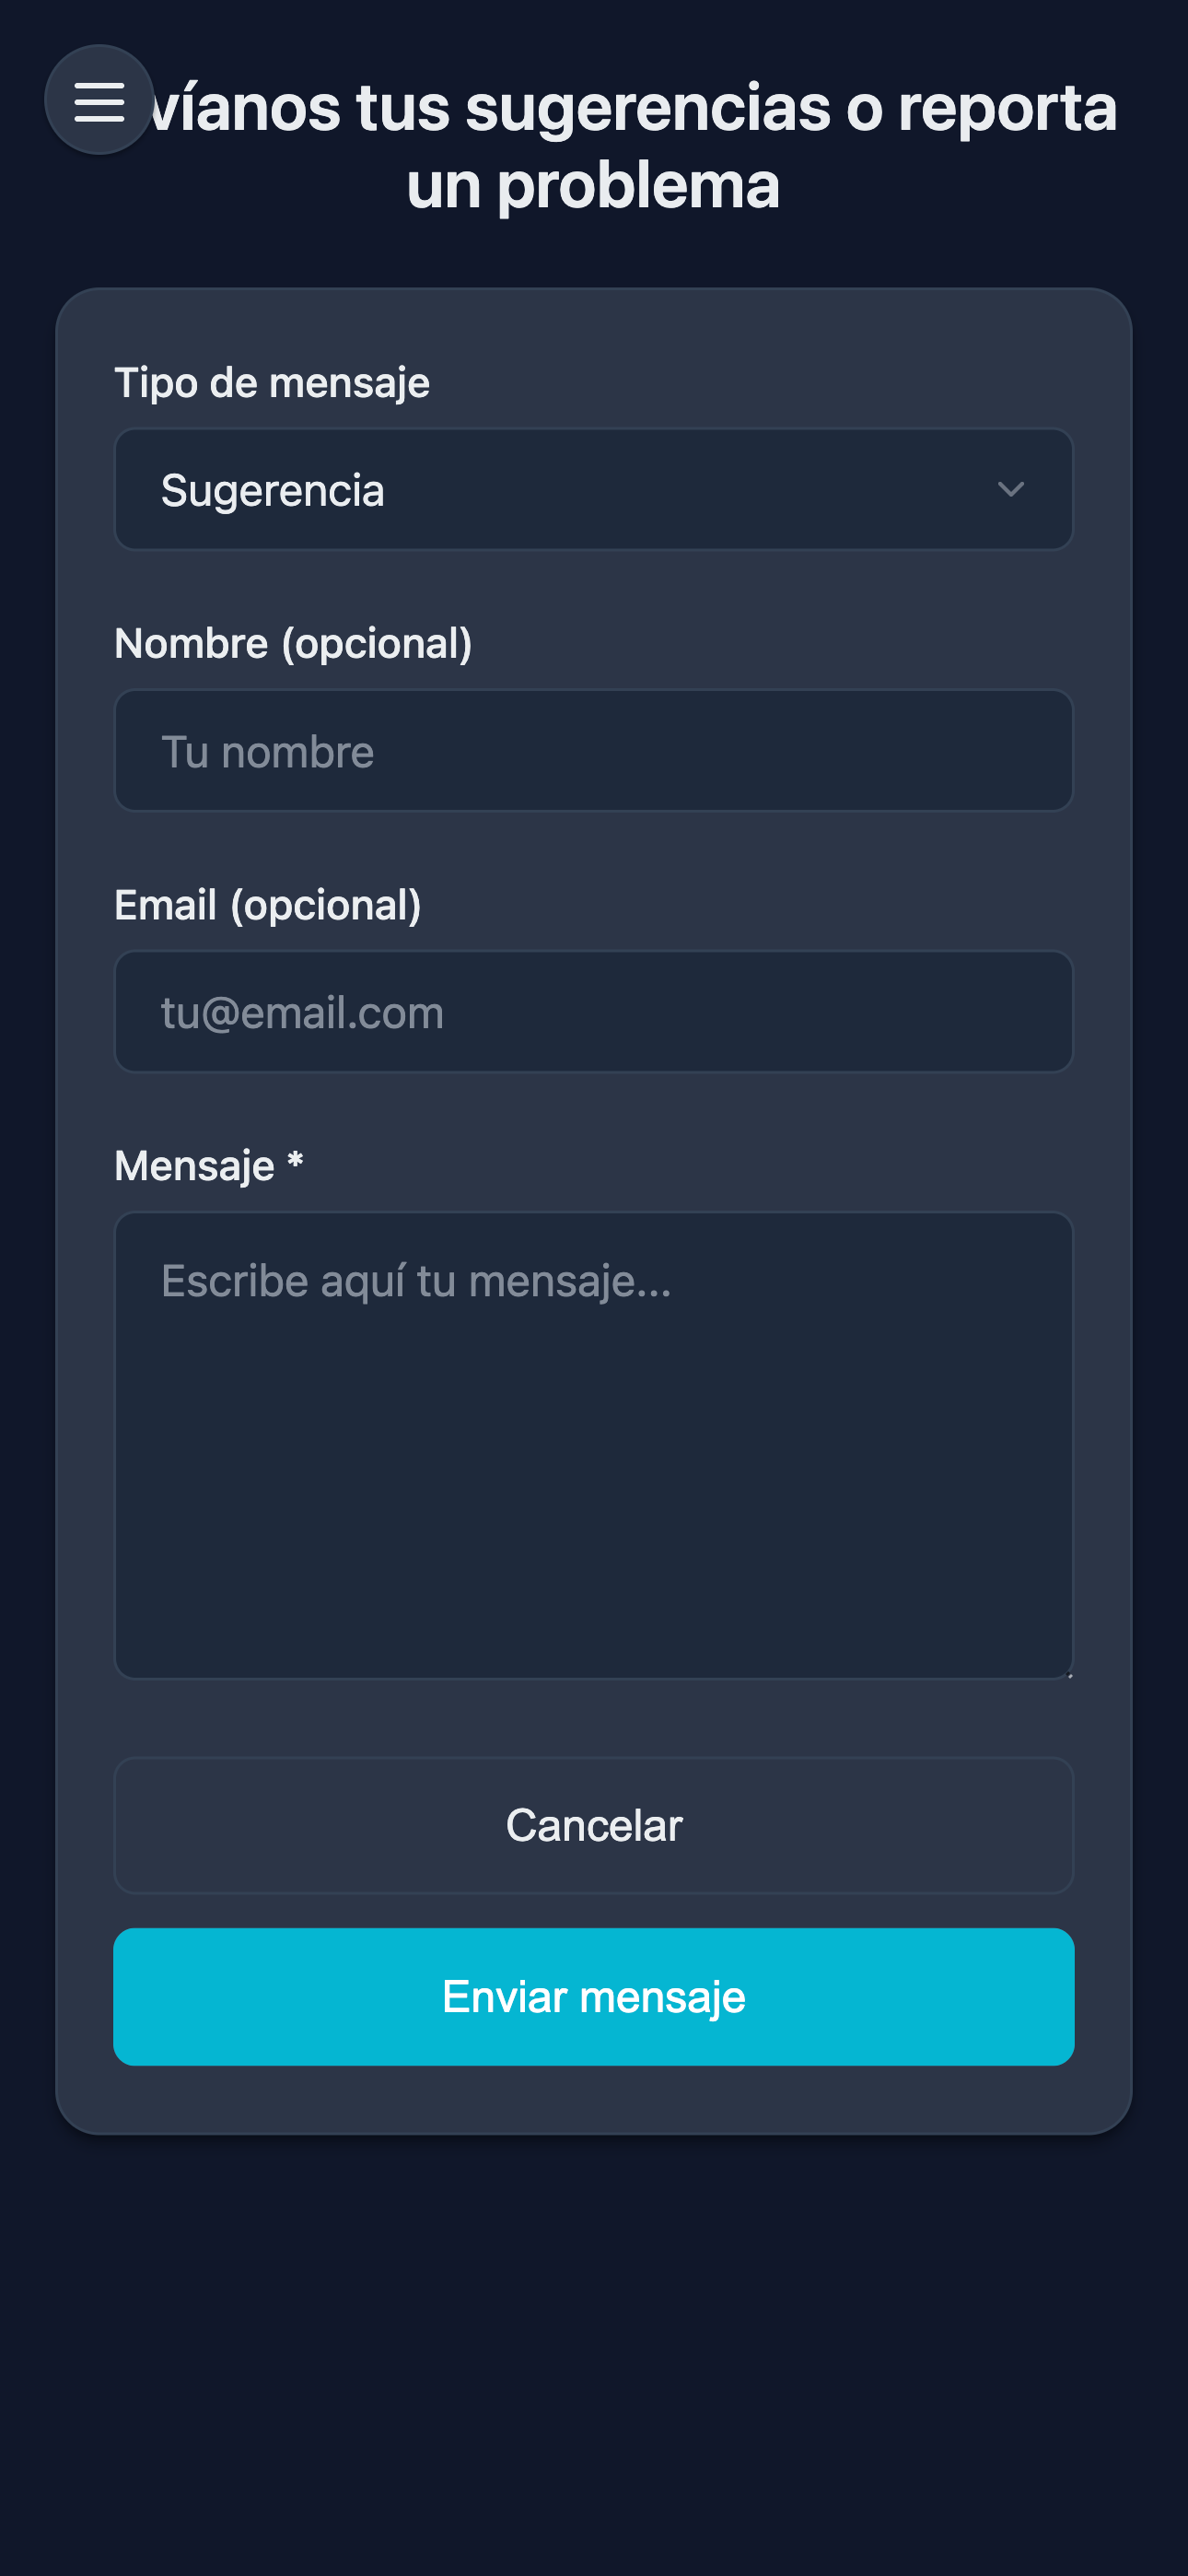 víanos tus sugerencias o reporta
un problema
Tipo de mensaje
Sugerencia
Nombre (opcional)
Tu nombre
Email (opcional)
tu@email.com
Mensaje *
Escribe aquí tu mensaje...
Cancelar
Enviar mensaje